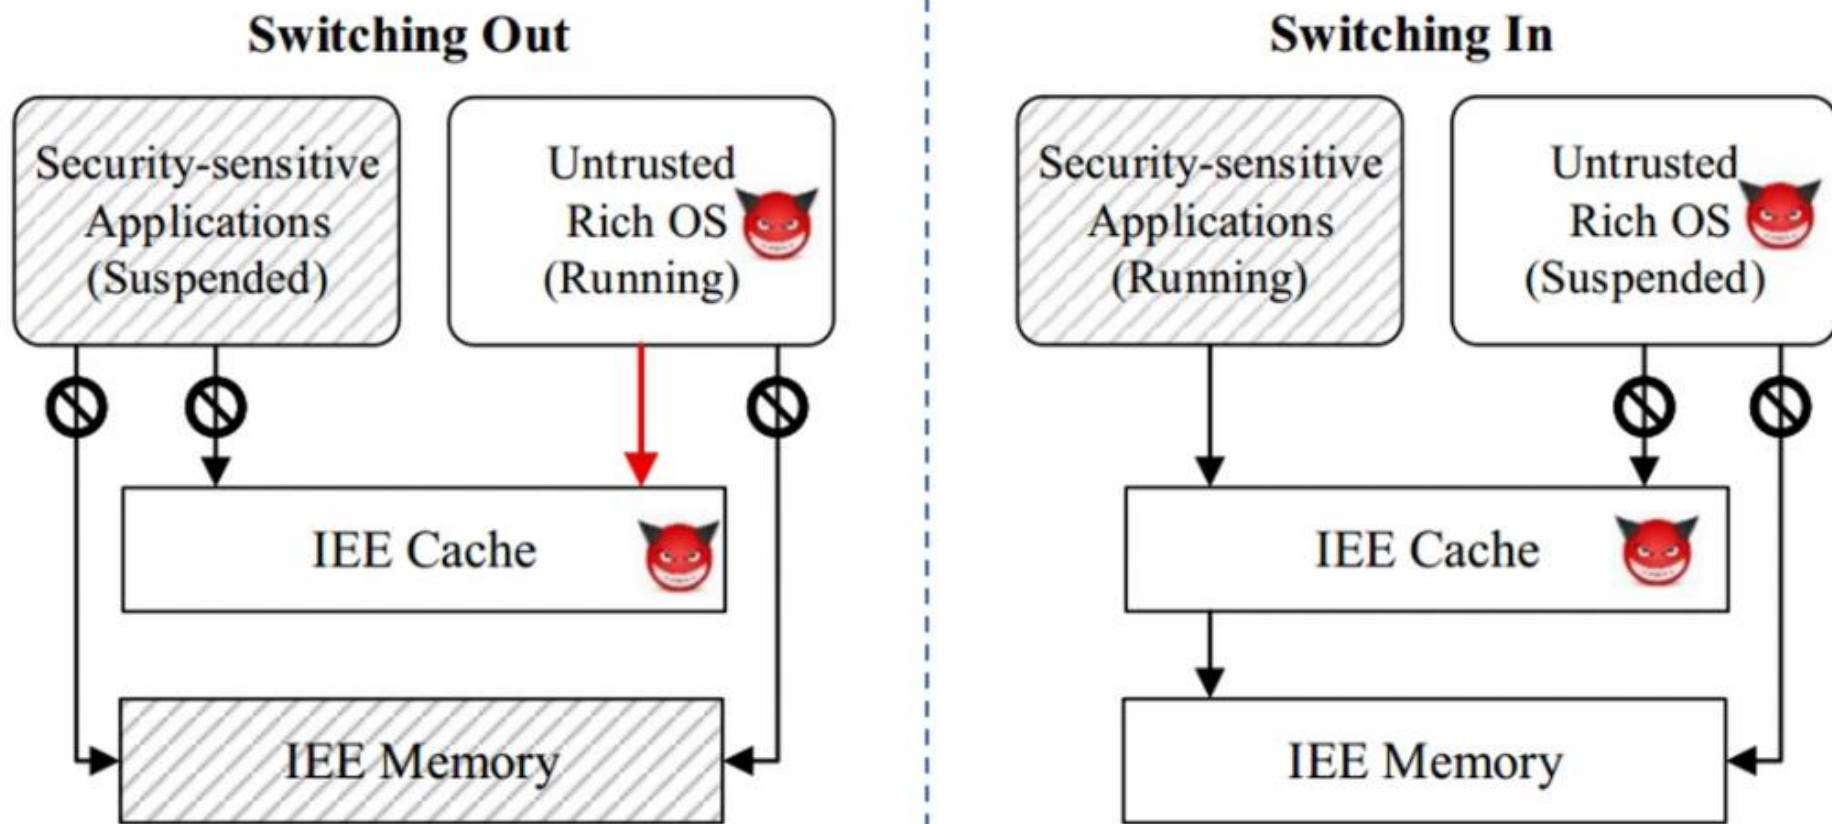 Switching Out
Security-sensitive
Applications
(Suspended)
Untrusted
Rich OS
(Running)
IEE Cache
IEE Memory
Switching In
Security-sensitive
Applications
(Running)
Untrusted
Rich OS
(Suspended)
IEE Cache
IEE Memory